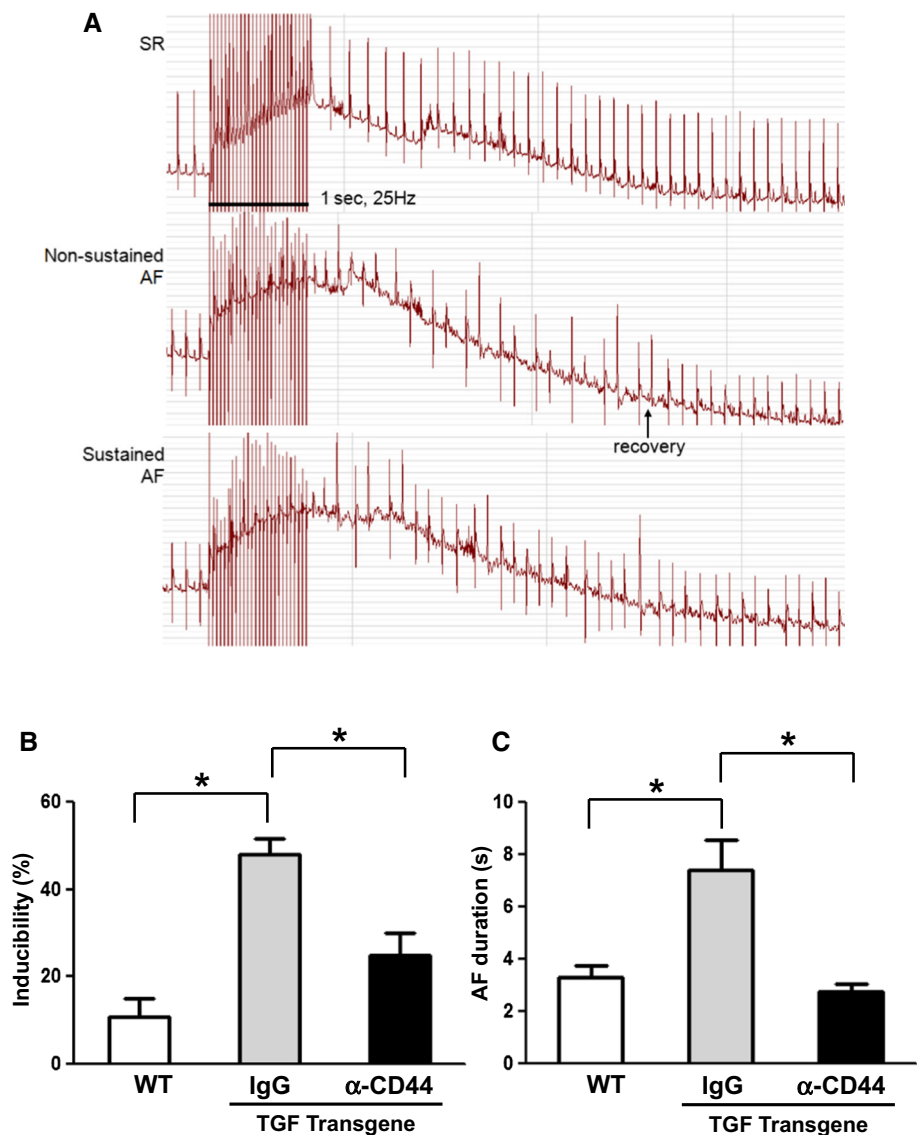 A
SR
1 sec, 25Hz
Non-sustained
AF
recovery
Sustained
AF
B
*
*
60
40
20
0
Inducibility (%)
WT
IgG
α-CD44
TGF Transgene
C
*
*
10
8
6
4
2
0
AF duration (s)
WT
IgG
α-CD44
TGF Transgene